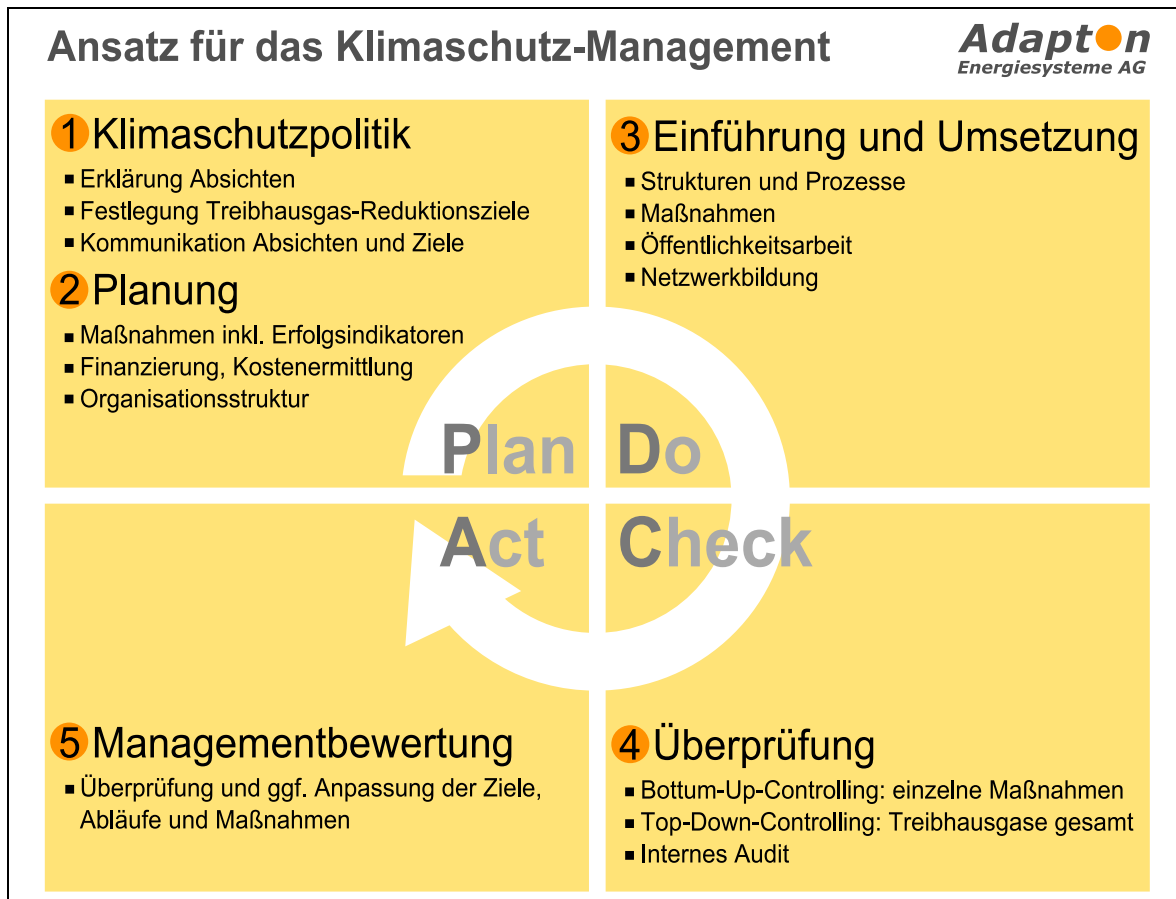 Ansatz für das Klimaschutz-Management
Adapton
Energiesysteme AG
1 Klimaschutzpolitik
▪ Erklärung Absichten
▪ Festlegung Treibhausgas-Reduktionsziele
▪ Kommunikation Absichten und Ziele
2 Planung
▪ Maßnahmen inkl. Erfolgsindikatoren
▪ Finanzierung, Kostenermittlung
▪ Organisationsstruktur
3 Einführung und Umsetzung
▪ Strukturen und Prozesse
▪ Maßnahmen
▪ Öffentlichkeitsarbeit
▪ Netzwerkbildung
Plan Do
Act Check
5 Managementbewertung
▪ Überprüfung und ggf. Anpassung der Ziele,
Abläufe und Maßnahmen
4 Überprüfung
▪ Bottum-Up-Controlling: einzelne Maßnahmen
▪ Top-Down-Controlling: Treibhausgase gesamt
▪ Internes Audit